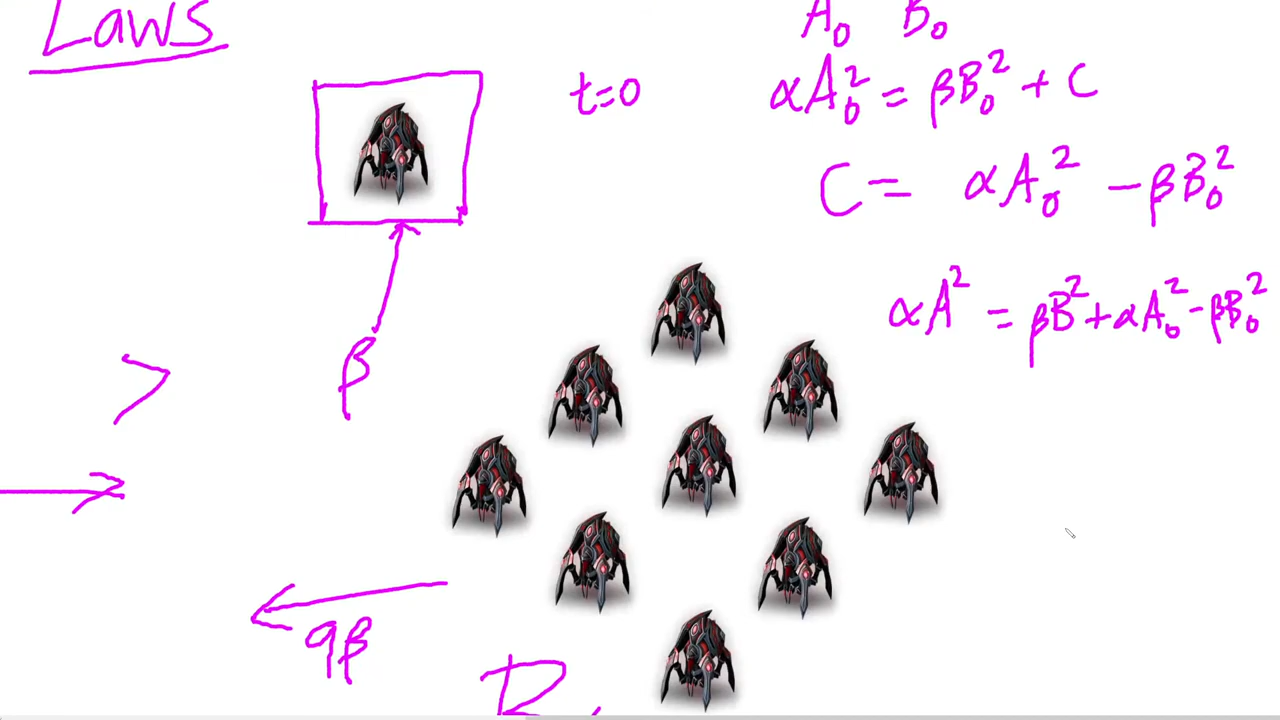 Laws
A₀ B₀
t=0
αA₀² = βB₀² + C
C = αA₀² - βB₀²
αA² = βB² + αA₀² - βB₀²
β
>
9β
B